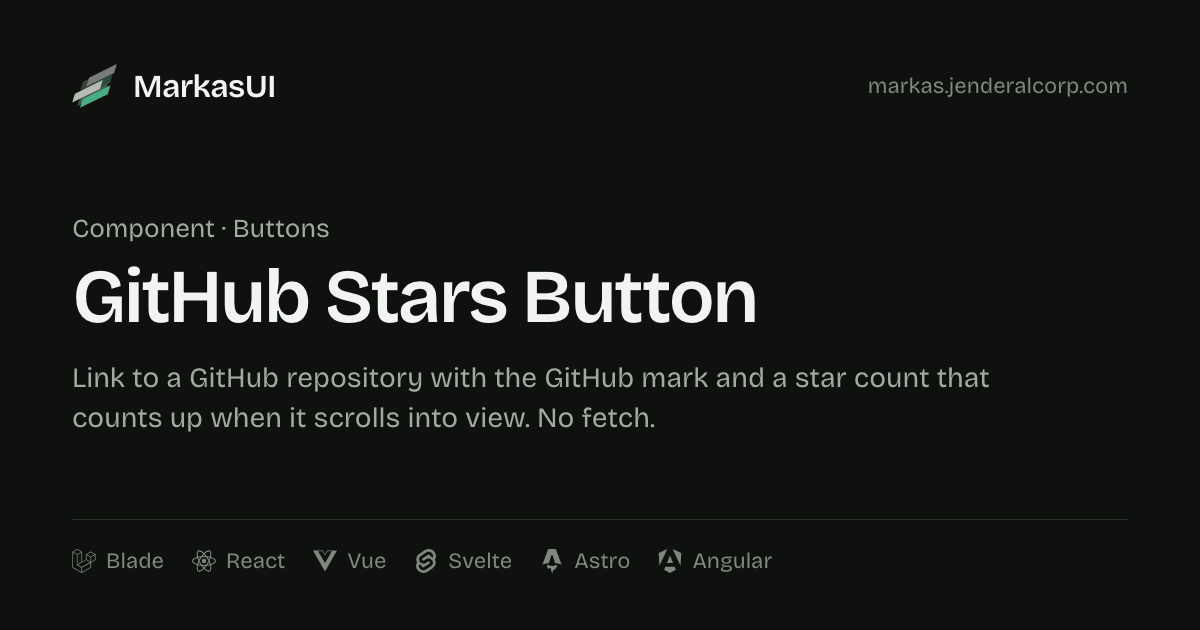 MarkasUI
markas.jenderalcorp.com
Component · Buttons
GitHub Stars Button
Link to a GitHub repository with the GitHub mark and a star count that
counts up when it scrolls into view. No fetch.
Blade React Vue Svelte Astro Angular